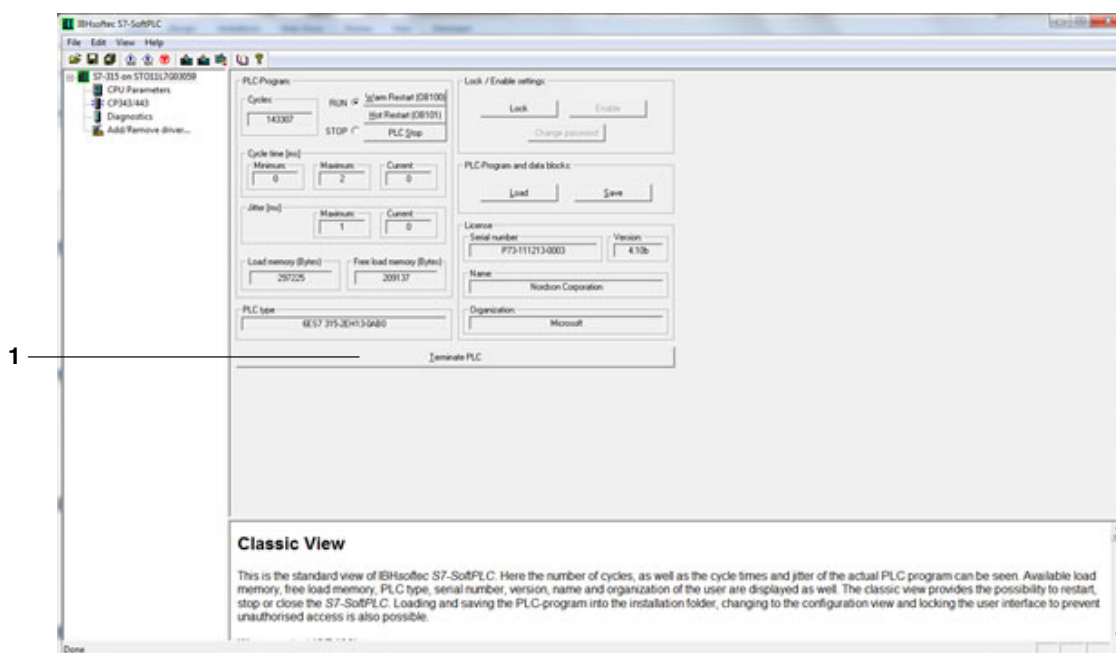 IBHsoftec S7-SoftPLC
File Edit View Help
S7-315 on STO11L7G03059
CPU Parameters
CP343/443
Diagnostics
Add/Remove driver...
PLC-Program:
Cycles:
143307
RUN
STOP
Warm Restart (OB100)
Hot Restart (OB101)
PLC Stop
Cycle time [ms]
Minimum: Maximum: Current:
0 2 0
Jitter [ms]
Maximum: Current:
1 0
Load memory (Bytes)
297225
Free load memory (Bytes)
209137
PLC type
6ES7 315-2EH13-0AB0
Lock / Enable settings:
Lock Enable
Change password
PLC-Program and data blocks:
Load Save
License
Serial number:
P73-111213-0003
Version:
4.10b
Name:
Nordson Corporation
Organization:
Microsoft
1
Terminate PLC
Classic View
This is the standard view of IBHsoftec S7-SoftPLC. Here the number of cycles, as well as the cycle times and jitter of the actual PLC program can be seen. Available load
memory, free load memory, PLC type, serial number, version, name and organization of the user are displayed as well. The classic view provides the possibility to restart,
stop or close the S7-SoftPLC. Loading and saving the PLC-program into the installation folder, changing to the configuration view and locking the user interface to prevent
unauthorised access is also possible.
Done